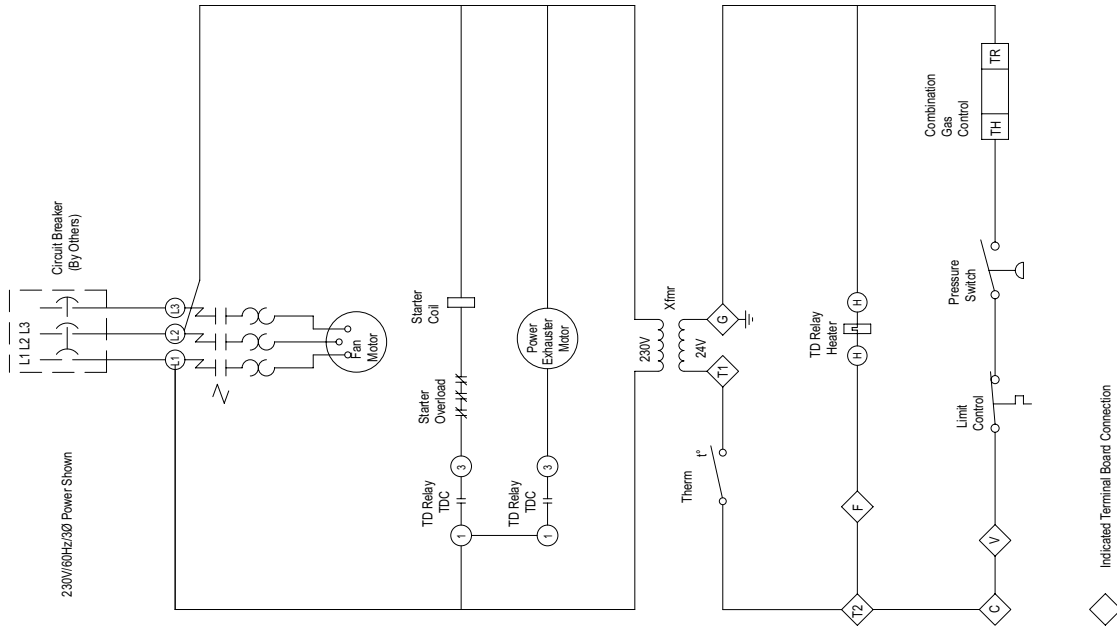 230V/60Hz/3Ø Power Shown
Circuit Breaker
(By Others)
L1 L2 L3
L1
L2
L3
Fan
Motor
TD Relay
TDC
1
3
Starter
Overload
Starter
Coil
TD Relay
TDC
1
3
Power
Exhauster
Motor
230V
Xfmr
24V
T1
G
Therm
t°
T2
F
TD Relay
Heater
H
H
C
V
Limit
Control
Pressure
Switch
Combination
Gas
Control
TH
TR
Indicated Terminal Board Connection